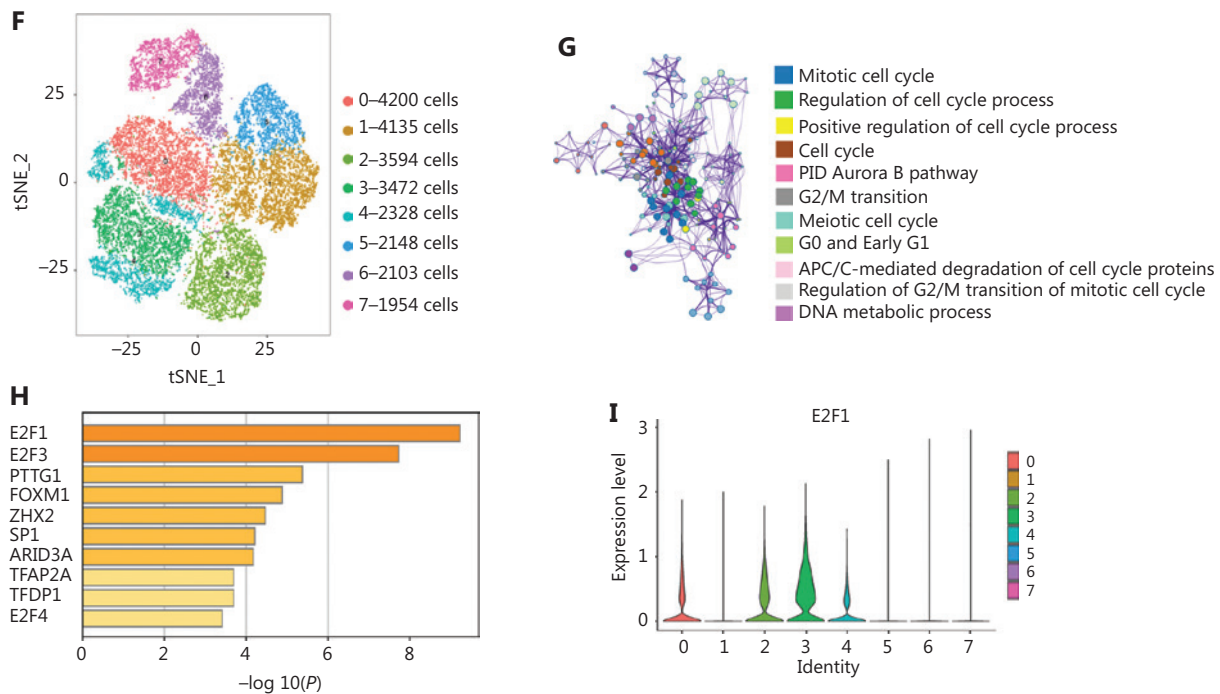 F
25
0
–25
tSNE_2
–25 0 25
tSNE_1
0–4200 cells
1–4135 cells
2–3594 cells
3–3472 cells
4–2328 cells
5–2148 cells
6–2103 cells
7–1954 cells
G
Mitotic cell cycle
Regulation of cell cycle process
Positive regulation of cell cycle process
Cell cycle
PID Aurora B pathway
G2/M transition
Meiotic cell cycle
G0 and Early G1
APC/C-mediated degradation of cell cycle proteins
Regulation of G2/M transition of mitotic cell cycle
DNA metabolic process
H
E2F1
E2F3
PTTG1
FOXM1
ZHX2
SP1
ARID3A
TFAP2A
TFDP1
E2F4
0 2 4 6 8
–log 10(P)
I
E2F1
3
2
1
0
Expression level
0 1 2 3 4 5 6 7
Identity
0
1
2
3
4
5
6
7